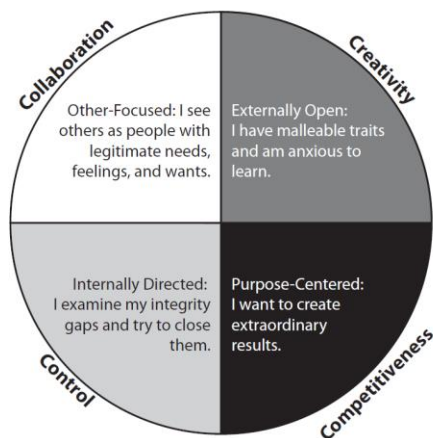 Collaboration
Creativity
Other-Focused: I see
others as people with
legitimate needs,
feelings, and wants.
Externally Open:
I have malleable traits
and am anxious to
learn.
Internally Directed:
I examine my integrity
gaps and try to close
them.
Purpose-Centered:
I want to create
extraordinary
results.
Control
Competitiveness